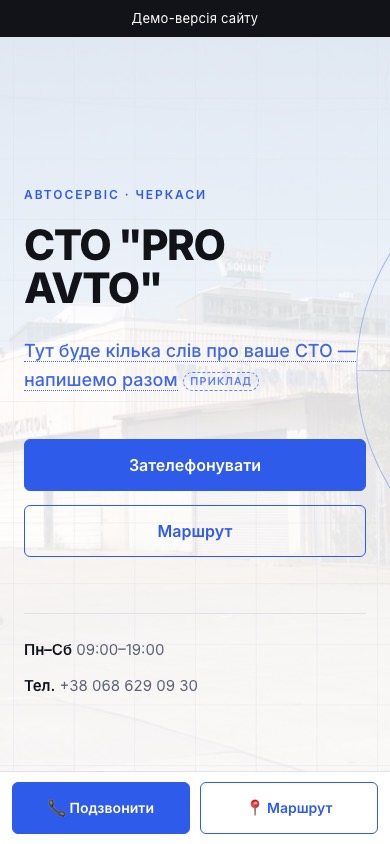 Демо-версія сайту
АВТОСЕРВІС · ЧЕРКАСИ
СТО "PRO
AVTO"
Тут буде кілька слів про ваше СТО —
напишемо разом ПРИКЛАД
Зателефонувати
Маршрут
Пн–Сб 09:00–19:00
Тел. +38 068 629 09 30
📞 Подзвонити
📍 Маршрут